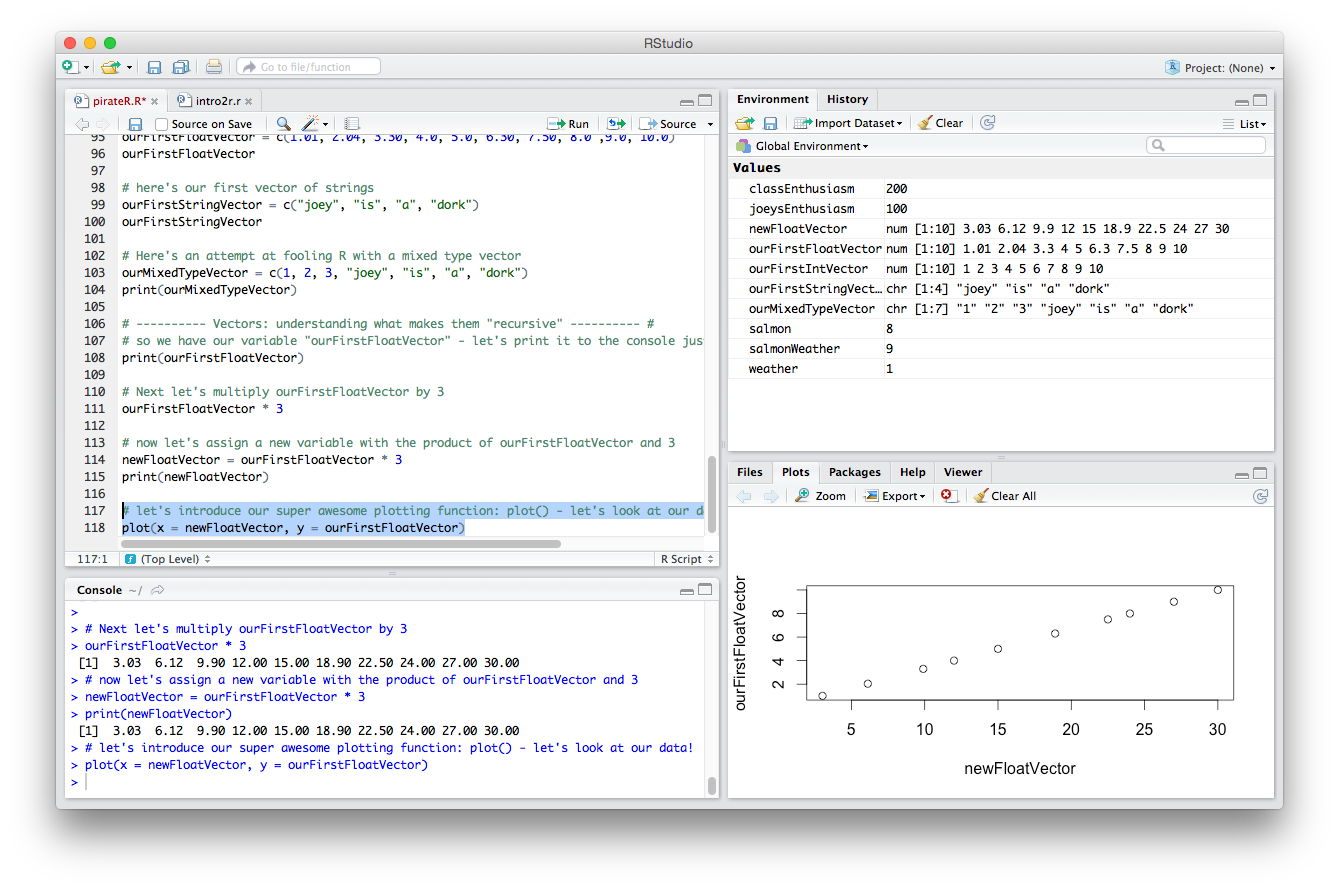 RStudio
Go to file/function
Project: (None)
pirateR.R*
intro2r.r
Source on Save
Run
Source
95 ourFirstFloatVector = c(1.01, 2.04, 3.30, 4.0, 5.0, 6.30, 7.50, 8.0 ,9.0, 10.0)
96 ourFirstFloatVector
97
98 # here's our first vector of strings
99 ourFirstStringVector = c("joey", "is", "a", "dork")
100 ourFirstStringVector
101
102 # Here's an attempt at fooling R with a mixed type vector
103 ourMixedTypeVector = c(1, 2, 3, "joey", "is", "a", "dork")
104 print(ourMixedTypeVector)
105
106 # ---------- Vectors: understanding what makes them "recursive" ---------- #
107 # so we have our variable "ourFirstFloatVector" - let's print it to the console jus
108 print(ourFirstFloatVector)
109
110 # Next let's multiply ourFirstFloatVector by 3
111 ourFirstFloatVector * 3
112
113 # now let's assign a new variable with the product of ourFirstFloatVector and 3
114 newFloatVector = ourFirstFloatVector * 3
115 print(newFloatVector)
116
117 # let's introduce our super awesome plotting function: plot() - let's look at our d
118 plot(x = newFloatVector, y = ourFirstFloatVector)
117:1 (Top Level) R Script
Console ~/
>
> # Next let's multiply ourFirstFloatVector by 3
> ourFirstFloatVector * 3
[1] 3.03 6.12 9.90 12.00 15.00 18.90 22.50 24.00 27.00 30.00
> # now let's assign a new variable with the product of ourFirstFloatVector and 3
> newFloatVector = ourFirstFloatVector * 3
> print(newFloatVector)
[1] 3.03 6.12 9.90 12.00 15.00 18.90 22.50 24.00 27.00 30.00
> # let's introduce our super awesome plotting function: plot() - let's look at our data!
> plot(x = newFloatVector, y = ourFirstFloatVector)
>
Environment History
Import Dataset Clear List
Global Environment
Values
classEnthusiasm 200
joeysEnthusiasm 100
newFloatVector num [1:10] 3.03 6.12 9.9 12 15 18.9 22.5 24 27 30
ourFirstFloatVector num [1:10] 1.01 2.04 3.3 4 5 6.3 7.5 8 9 10
ourFirstIntVector num [1:10] 1 2 3 4 5 6 7 8 9 10
ourFirstStringVect… chr [1:4] "joey" "is" "a" "dork"
ourMixedTypeVector chr [1:7] "1" "2" "3" "joey" "is" "a" "dork"
salmon 8
salmonWeather 9
weather 1
Files Plots Packages Help Viewer
Zoom Export Clear All
ourFirstFloatVector
8
6
4
2
5 10 15 20 25 30
newFloatVector